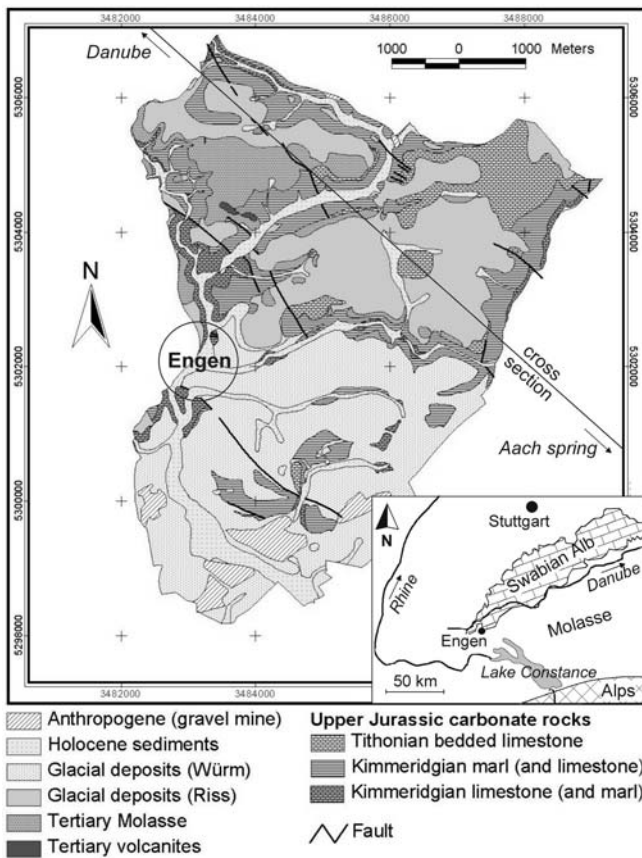 3482000 3484000 3486000 3488000
Danube
1000 0 1000 Meters
5306000 5306000
5304000 5304000
N
Engen
5302000 5302000
cross
section
Aach spring
5300000
5298000
N
Stuttgart
Swabian Alb
Rhine
Danube
Engen
Molasse
Lake Constance
50 km
Alps
3482000 3484000
Anthropogene (gravel mine)
Holocene sediments
Glacial deposits (Würm)
Glacial deposits (Riss)
Tertiary Molasse
Tertiary volcanites
Upper Jurassic carbonate rocks
Tithonian bedded limestone
Kimmeridgian marl (and limestone)
Kimmeridgian limestone (and marl)
Fault